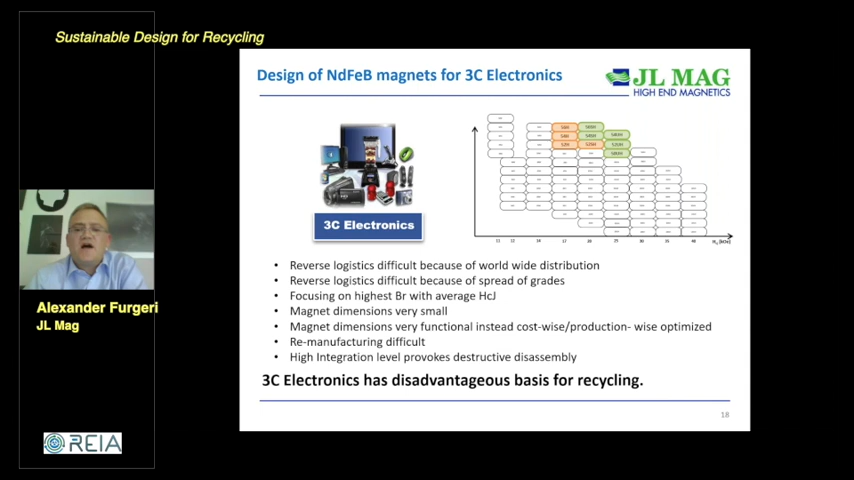 Sustainable Design for Recycling
Design of NdFeB magnets for 3C Electronics
JL MAG
HIGH END MAGNETICS
3C Electronics
• Reverse logistics difficult because of world wide distribution
• Reverse logistics difficult because of spread of grades
• Focusing on highest Br with average HcJ
• Magnet dimensions very small
• Magnet dimensions very functional instead cost-wise/production- wise optimized
• Re-manufacturing difficult
• High Integration level provokes destructive disassembly
3C Electronics has disadvantageous basis for recycling.
18
Alexander Furgeri
JL Mag
REIA